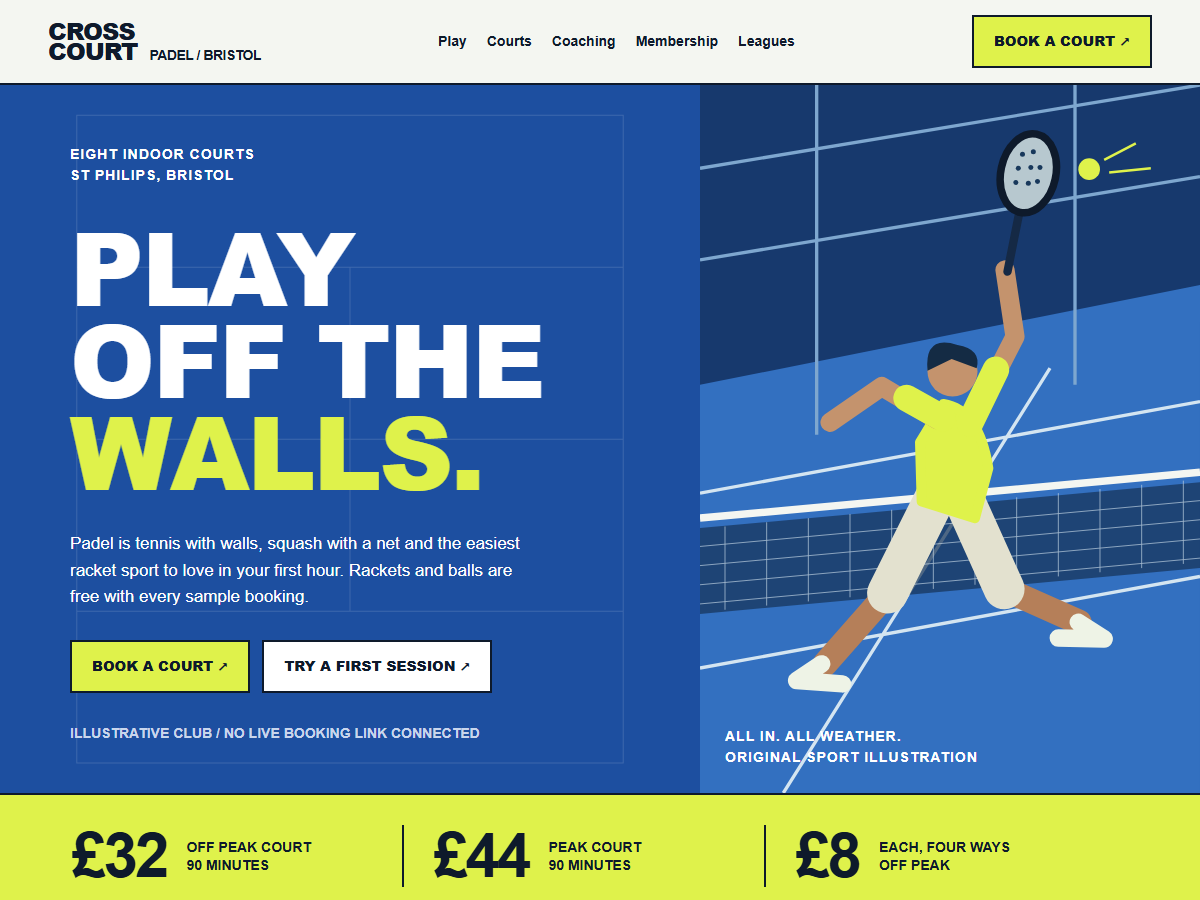 CROSS
COURT
PADEL / BRISTOL
Play Courts Coaching Membership Leagues
BOOK A COURT ↗
EIGHT INDOOR COURTS
ST PHILIPS, BRISTOL
PLAY
OFF THE
WALLS.
Padel is tennis with walls, squash with a net and the easiest
racket sport to love in your first hour. Rackets and balls are
free with every sample booking.
BOOK A COURT ↗
TRY A FIRST SESSION ↗
ILLUSTRATIVE CLUB / NO LIVE BOOKING LINK CONNECTED
ALL IN. ALL WEATHER.
ORIGINAL SPORT ILLUSTRATION
£32
OFF PEAK COURT
90 MINUTES
£44
PEAK COURT
90 MINUTES
£8
EACH, FOUR WAYS
OFF PEAK